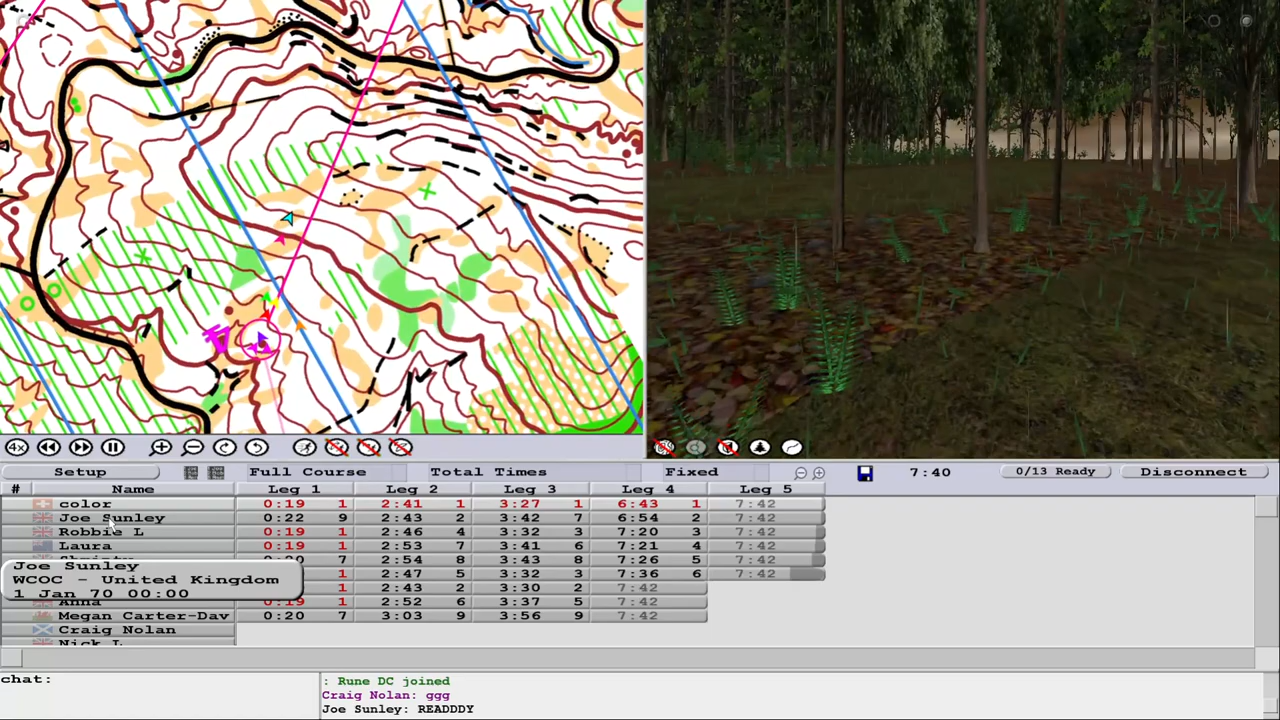 4x
Setup Full Course Total Times Fixed 7:40 0/13 Ready Disconnect
# Name Leg 1 Leg 2 Leg 3 Leg 4 Leg 5
color 0:19 1 2:41 1 3:27 1 6:43 1 7:42
Joe Sunley 0:22 9 2:43 2 3:42 7 6:54 2 7:42
Robbie L 0:19 1 2:46 4 3:32 3 7:20 3 7:42
Laura 0:19 1 2:53 7 3:41 6 7:21 4 7:42
7 2:54 8 3:43 8 7:26 5 7:42
Joe Sunley
WCOC - United Kingdom
1 Jan 70 00:00
1 2:47 5 3:32 3 7:36 6 7:42
1 2:43 2 3:30 2 7:42
Anna 0:19 1 2:52 6 3:37 5 7:42
Megan Carter-Dav 0:20 7 3:03 9 3:56 9 7:42
Craig Nolan
Nick L
chat:
: Rune DC joined
Craig Nolan: ggg
Joe Sunley: READDDY